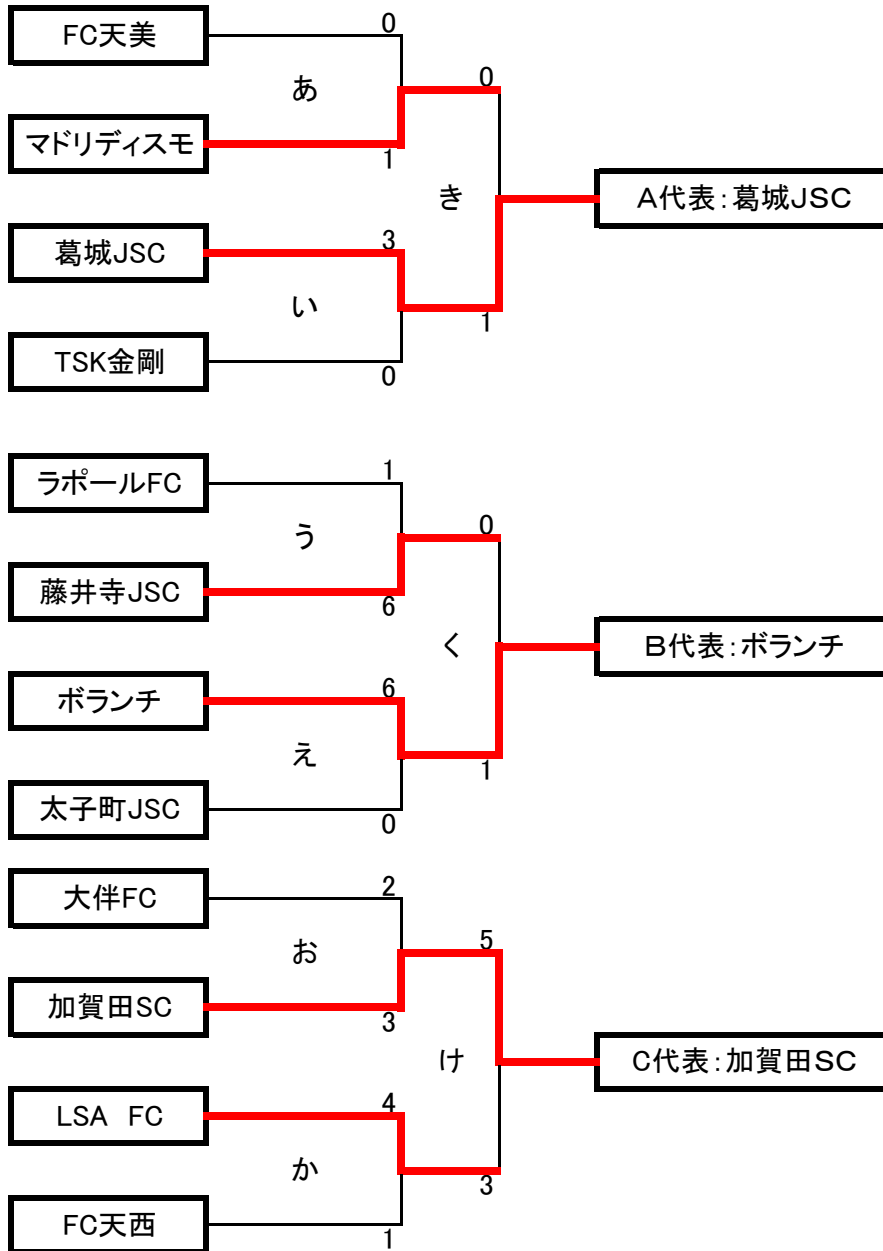 FC天美
0
あ
0
マドリディスモ
1
き
A代表:葛城JSC
葛城JSC
3
い
1
TSK金剛
0
ラポールFC
1
う
0
藤井寺JSC
6
く
B代表:ボランチ
ボランチ
6
え
1
太子町JSC
0
大伴FC
2
お
5
加賀田SC
3
け
C代表:加賀田SC
LSA FC
4
か
3
FC天西
1